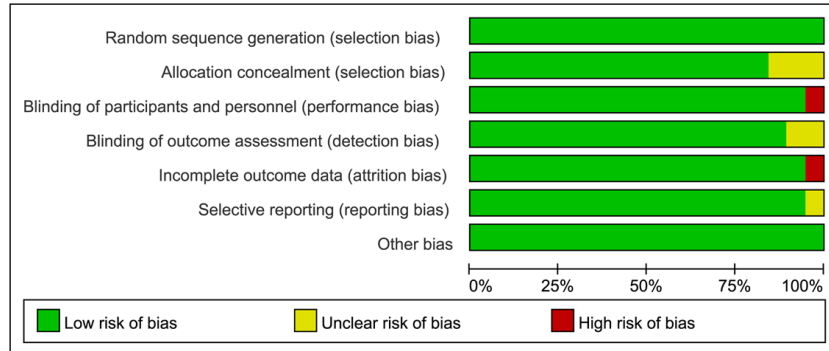 Random sequence generation (selection bias)
Allocation concealment (selection bias)
Blinding of participants and personnel (performance bias)
Blinding of outcome assessment (detection bias)
Incomplete outcome data (attrition bias)
Selective reporting (reporting bias)
Other bias
0% 25% 50% 75% 100%
Low risk of bias Unclear risk of bias High risk of bias